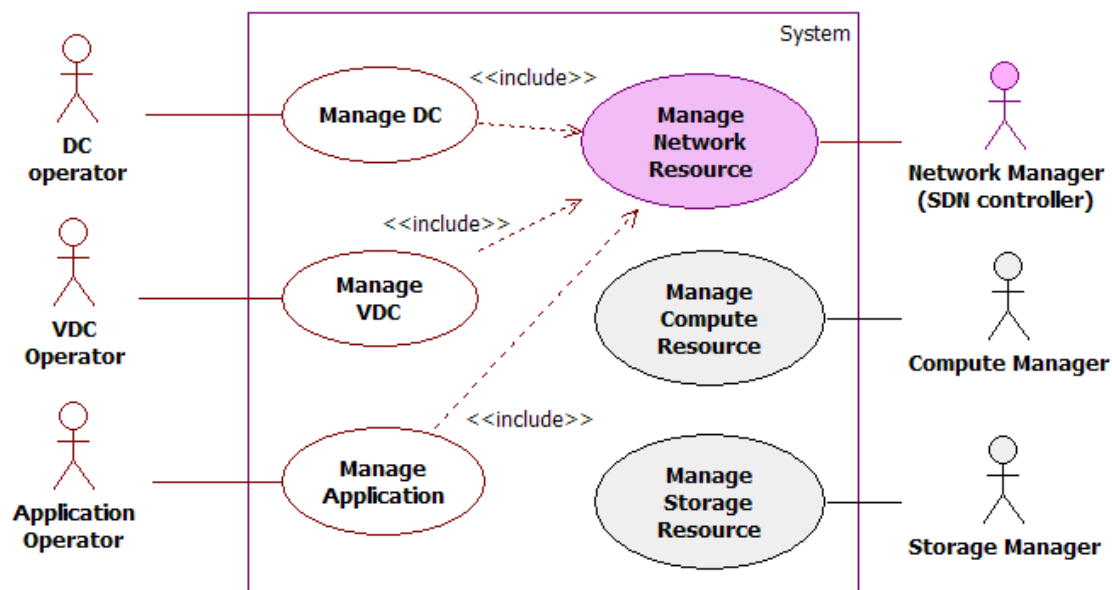 System
<<include>>
Manage DC
Manage
Network
Resource
DC
operator
Network Manager
(SDN controller)
<<include>>
Manage
VDC
Manage
Compute
Resource
VDC
Operator
Compute Manager
<<include>>
Manage
Application
Manage
Storage
Resource
Application
Operator
Storage Manager